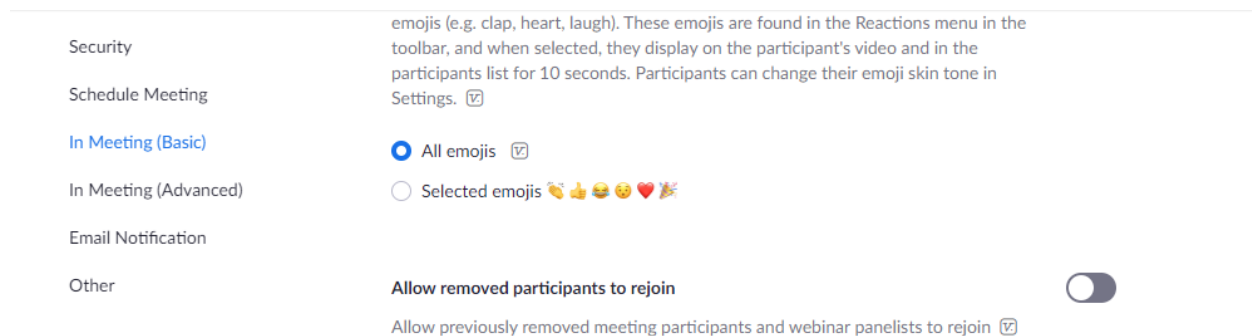 emojis (e.g. clap, heart, laugh). These emojis are found in the Reactions menu in the
toolbar, and when selected, they display on the participant's video and in the
participants list for 10 seconds. Participants can change their emoji skin tone in
Settings.
Security
Schedule Meeting
In Meeting (Basic)
In Meeting (Advanced)
Email Notification
Other
All emojis
Selected emojis 👏👍😂😯❤️🎉
Allow removed participants to rejoin
Allow previously removed meeting participants and webinar panelists to rejoin